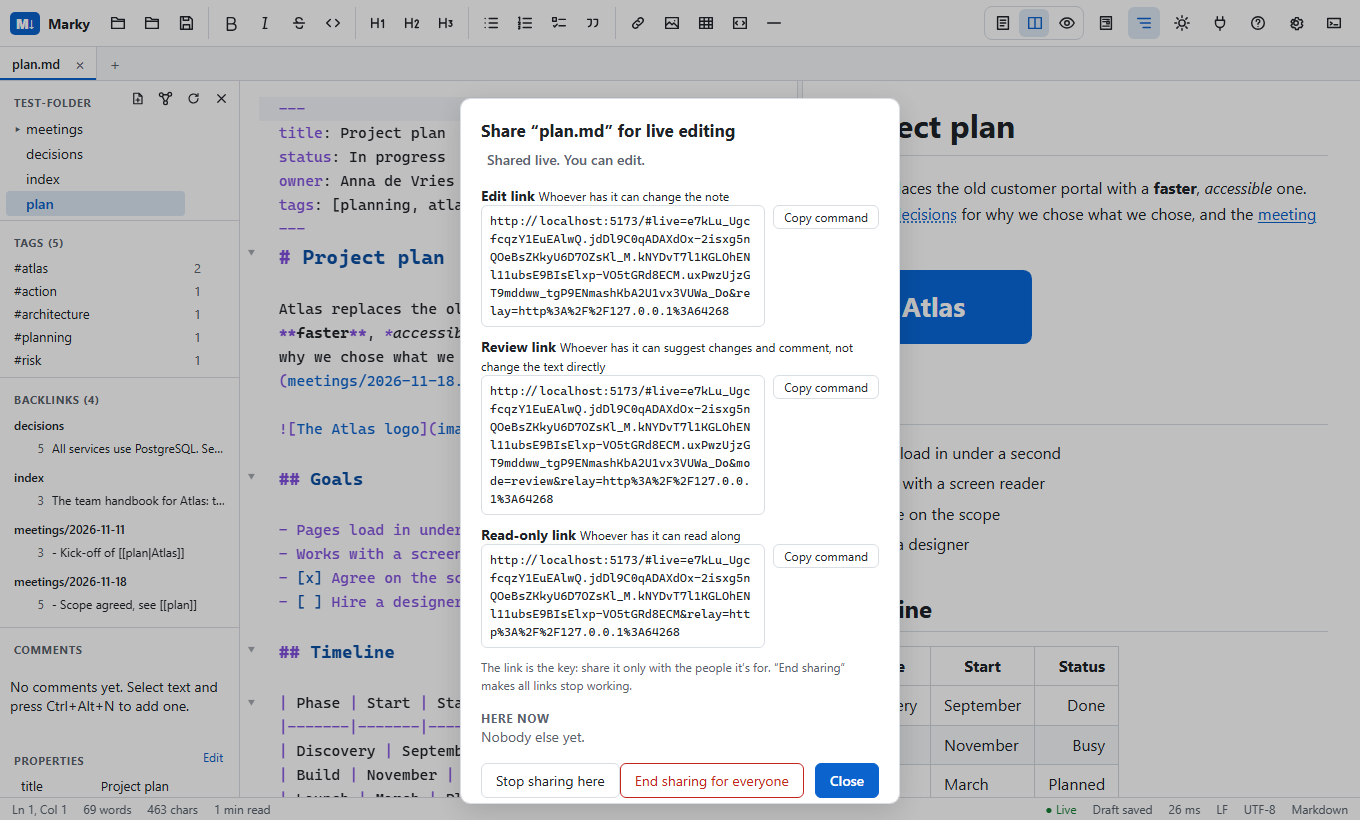 M↓ Marky
H1 H2 H3
plan.md × +
TEST-FOLDER
meetings
decisions
index
plan
TAGS (5)
#atlas 2
#action 1
#architecture 1
#planning 1
#risk 1
BACKLINKS (4)
decisions
5 All services use PostgreSQL. Se...
index
3 The team handbook for Atlas: t...
meetings/2026-11-11
3 - Kick-off of [[plan|Atlas]]
meetings/2026-11-18
5 - Scope agreed, see [[plan]]
COMMENTS
No comments yet. Select text and
press Ctrl+Alt+N to add one.
PROPERTIES Edit
title Project plan
---
title: Project plan
status: In progress
owner: Anna de Vries
tags: [planning, atla
---
# Project plan
Atlas replaces the ol
**faster**, *accessib
why we chose what we
(meetings/2026-11-18.
![The Atlas logo](ima
## Goals
- Pages load in under
- Works with a screen
- [x] Agree on the sc
- [ ] Hire a designer
## Timeline
| Phase | Start | Sta
|-------|-------|----
| Discovery | Septemb
| Build | November |
Share “plan.md” for live editing
Shared live. You can edit.
Edit link Whoever has it can change the note
http://localhost:5173/#live=e7kLu_Ugc
fcqzY1EuEAlwQ.jdDl9C0qADAXdOx-2isxg5n
QOeBsZKkyU6D7OZsKl_M.kNYDvT7l1KGLOhEN
l11ubsE9BIsElxp-VO5tGRd8ECM.uxPwzUjzG
T9mddww_tgP9ENmashKbA2U1vx3VUWa_Do&re
lay=http%3A%2F%2F127.0.0.1%3A64268
Copy command
Review link Whoever has it can suggest changes and comment, not
change the text directly
http://localhost:5173/#live=e7kLu_Ugc
fcqzY1EuEAlwQ.jdDl9C0qADAXdOx-2isxg5n
QOeBsZKkyU6D7OZsKl_M.kNYDvT7l1KGLOhEN
l11ubsE9BIsElxp-VO5tGRd8ECM.uxPwzUjzG
T9mddww_tgP9ENmashKbA2U1vx3VUWa_Do&mo
de=review&relay=http%3A%2F%2F127.0.0.
1%3A64268
Copy command
Read-only link Whoever has it can read along
http://localhost:5173/#live=e7kLu_Ugc
fcqzY1EuEAlwQ.jdDl9C0qADAXdOx-2isxg5n
QOeBsZKkyU6D7OZsKl_M.kNYDvT7l1KGLOhEN
l11ubsE9BIsElxp-VO5tGRd8ECM&relay=htt
p%3A%2F%2F127.0.0.1%3A64268
Copy command
The link is the key: share it only with the people it's for. “End sharing”
makes all links stop working.
HERE NOW
Nobody else yet.
Stop sharing here End sharing for everyone Close
ect plan
aces the old customer portal with a faster, accessible one.
ecisions for why we chose what we chose, and the meeting
Atlas
load in under a second
with a screen reader
e on the scope
a designer
ine
e Start Status
ery September Done
November Busy
March Planned
Ln 1, Col 1 69 words 463 chars 1 min read
Live Draft saved 26 ms LF UTF-8 Markdown